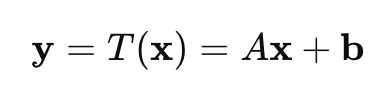 y = T(x) = Ax + b